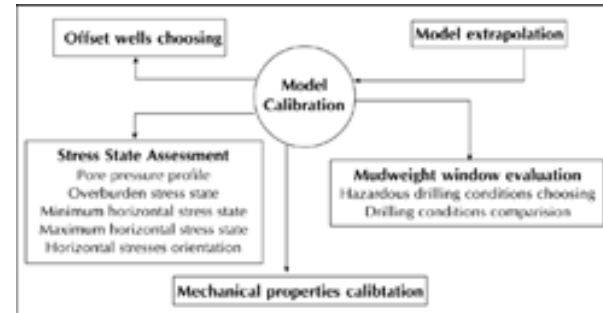 Offset wells choosing
Model extrapolation
Model
Calibration
Stress State Assessment
Pore pressure profile
Overburden stress state
Minimum horizontal stress state
Maximum horizontal stress state
Horizontal stresses orientation
Mudweight window evaluation
Hazardous drilling conditions choosing
Drilling conditions comparision
Mechanical properties calibtation